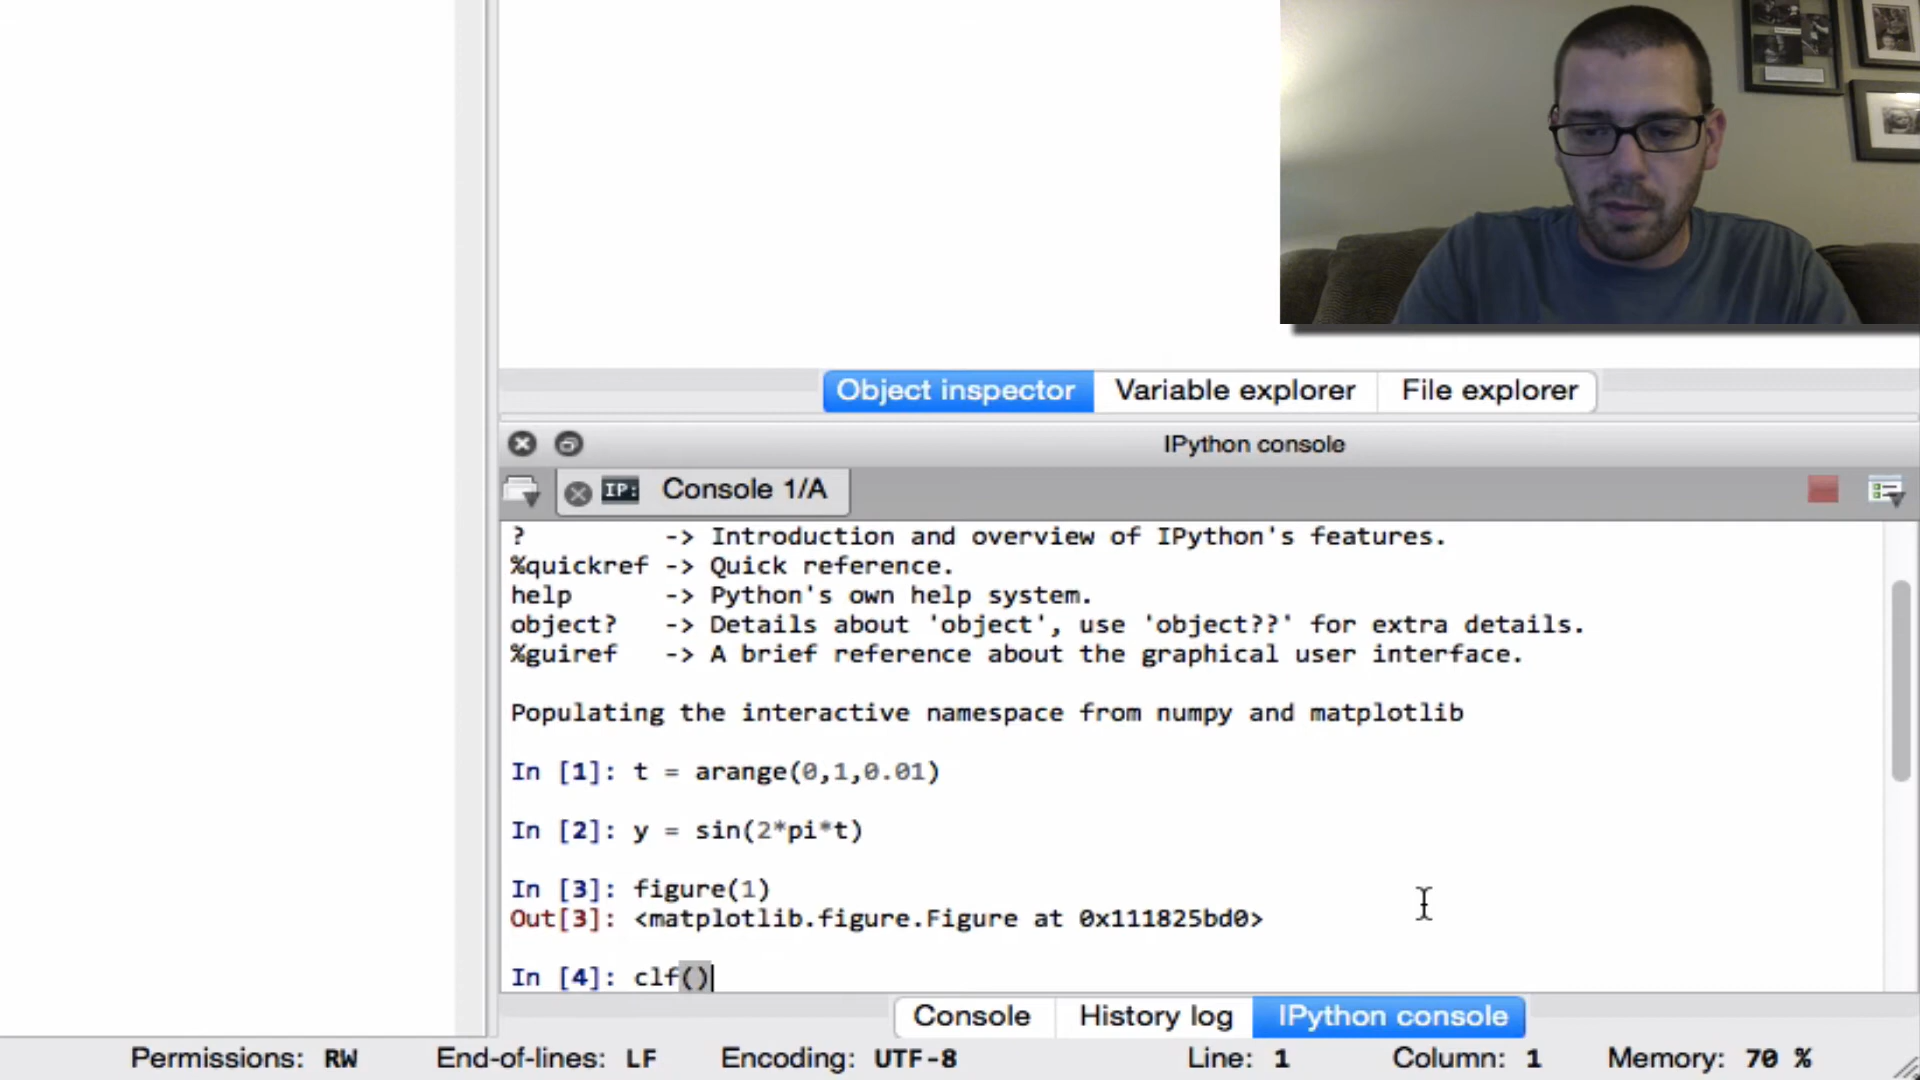 Object inspector Variable explorer File explorer
IPython console
IP: Console 1/A
? -> Introduction and overview of IPython's features.
%quickref -> Quick reference.
help -> Python's own help system.
object? -> Details about 'object', use 'object??' for extra details.
%guiref -> A brief reference about the graphical user interface.
Populating the interactive namespace from numpy and matplotlib
In [1]: t = arange(0,1,0.01)
In [2]: y = sin(2*pi*t)
In [3]: figure(1)
Out[3]: <matplotlib.figure.Figure at 0x111825bd0>
In [4]: clf()
Console History log IPython console
Permissions: RW End-of-lines: LF Encoding: UTF-8 Line: 1 Column: 1 Memory: 70 %